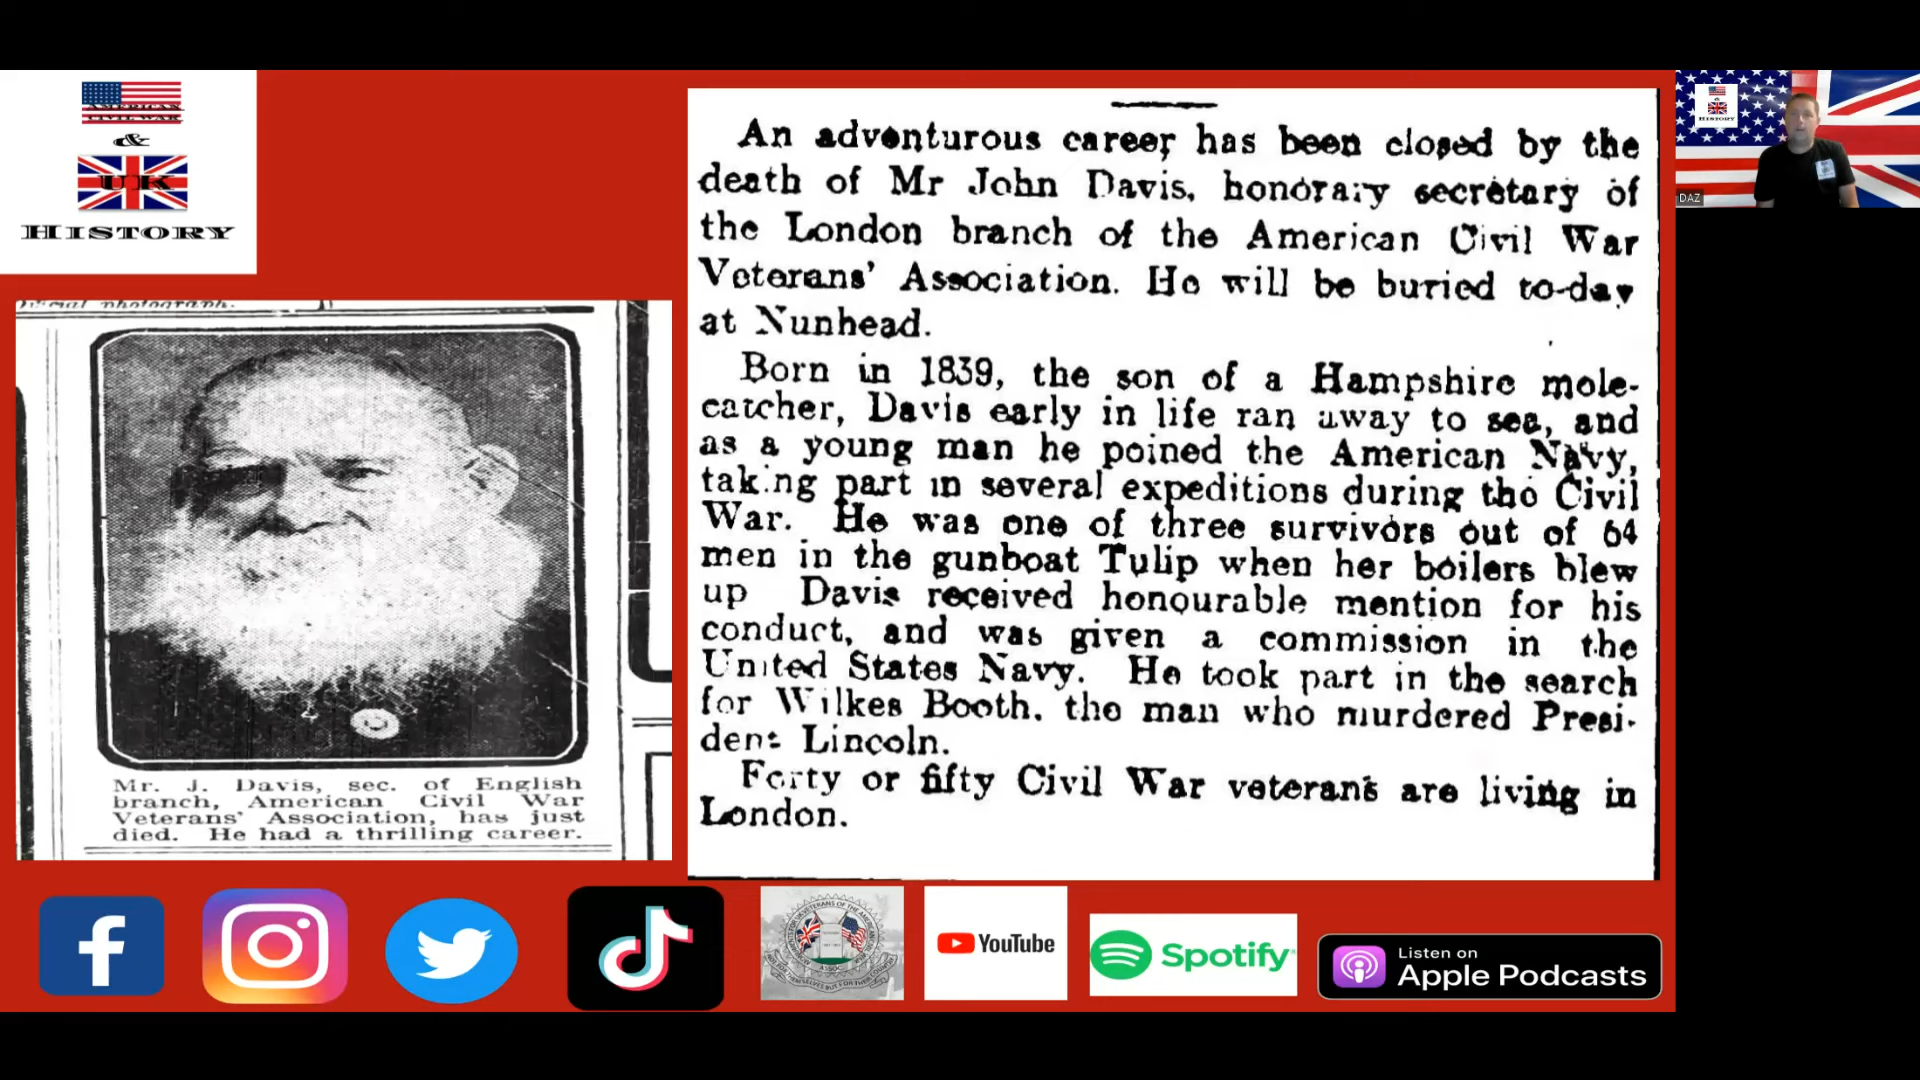 AMERICAN
CIVIL WAR
&
UK
HISTORY
photograph.
Mr. J. Davis, sec. of English
branch, American Civil War
Veterans' Association, has just
died. He had a thrilling career.
An adventurous career has been closed by the
death of Mr John Davis, honorary secretary of
the London branch of the American Civil War
Veterans' Association. He will be buried to-day
at Nunhead.
Born in 1839, the son of a Hampshire mole-
catcher, Davis early in life ran away to sea, and
as a young man he poined the American Navy,
taking part in several expeditions during the Civil
War. He was one of three survivors out of 64
men in the gunboat Tulip when her boilers blew
up Davis received honourable mention for his
conduct, and was given a commission in the
United States Navy. He took part in the search
for Wilkes Booth, the man who murdered Presi-
dent Lincoln.
Forty or fifty Civil War veterans are living in
London.
HISTORY
DAZ
YouTube
Spotify
Listen on
Apple Podcasts